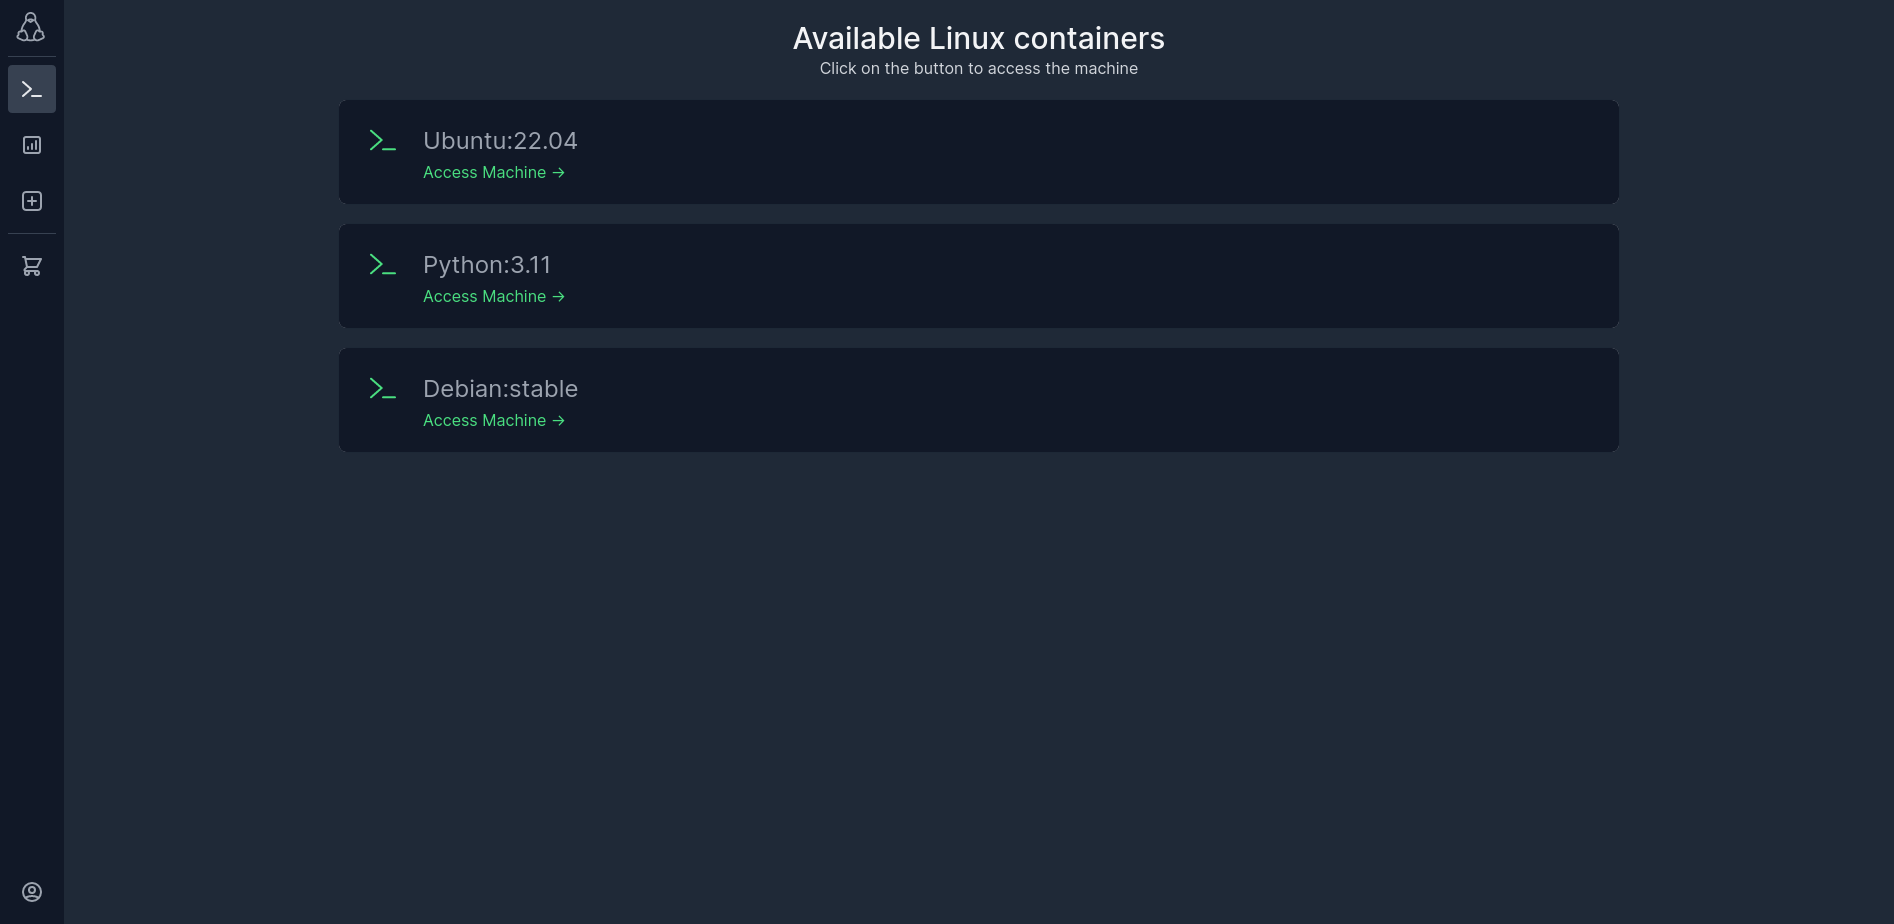 Available Linux containers
Click on the button to access the machine
Ubuntu:22.04
Access Machine →
Python:3.11
Access Machine →
Debian:stable
Access Machine →